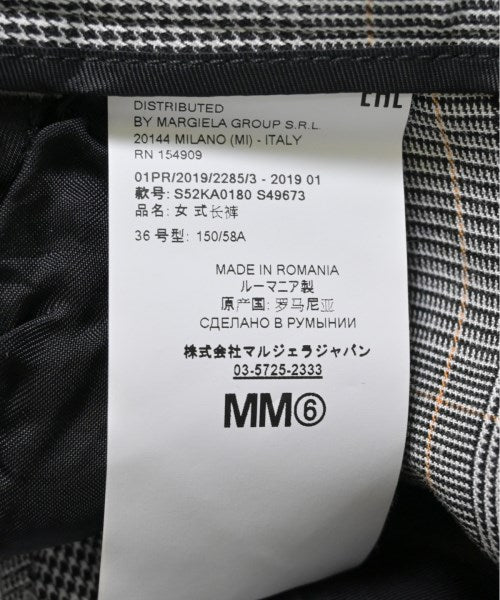 EAC
DISTRIBUTED
BY MARGIELA GROUP S.R.L.
20144 MILANO (MI) - ITALY
RN 154909
01PR/2019/2285/3 - 2019 01
款号: S52KA0180 S49673
品名: 女式长裤
36 号型: 150/58A
MADE IN ROMANIA
ルーマニア製
原产国: 罗马尼亚
СДЕЛАНО В РУМЫНИИ
株式会社マルジェラジャパン
03-5725-2333
MM⑥